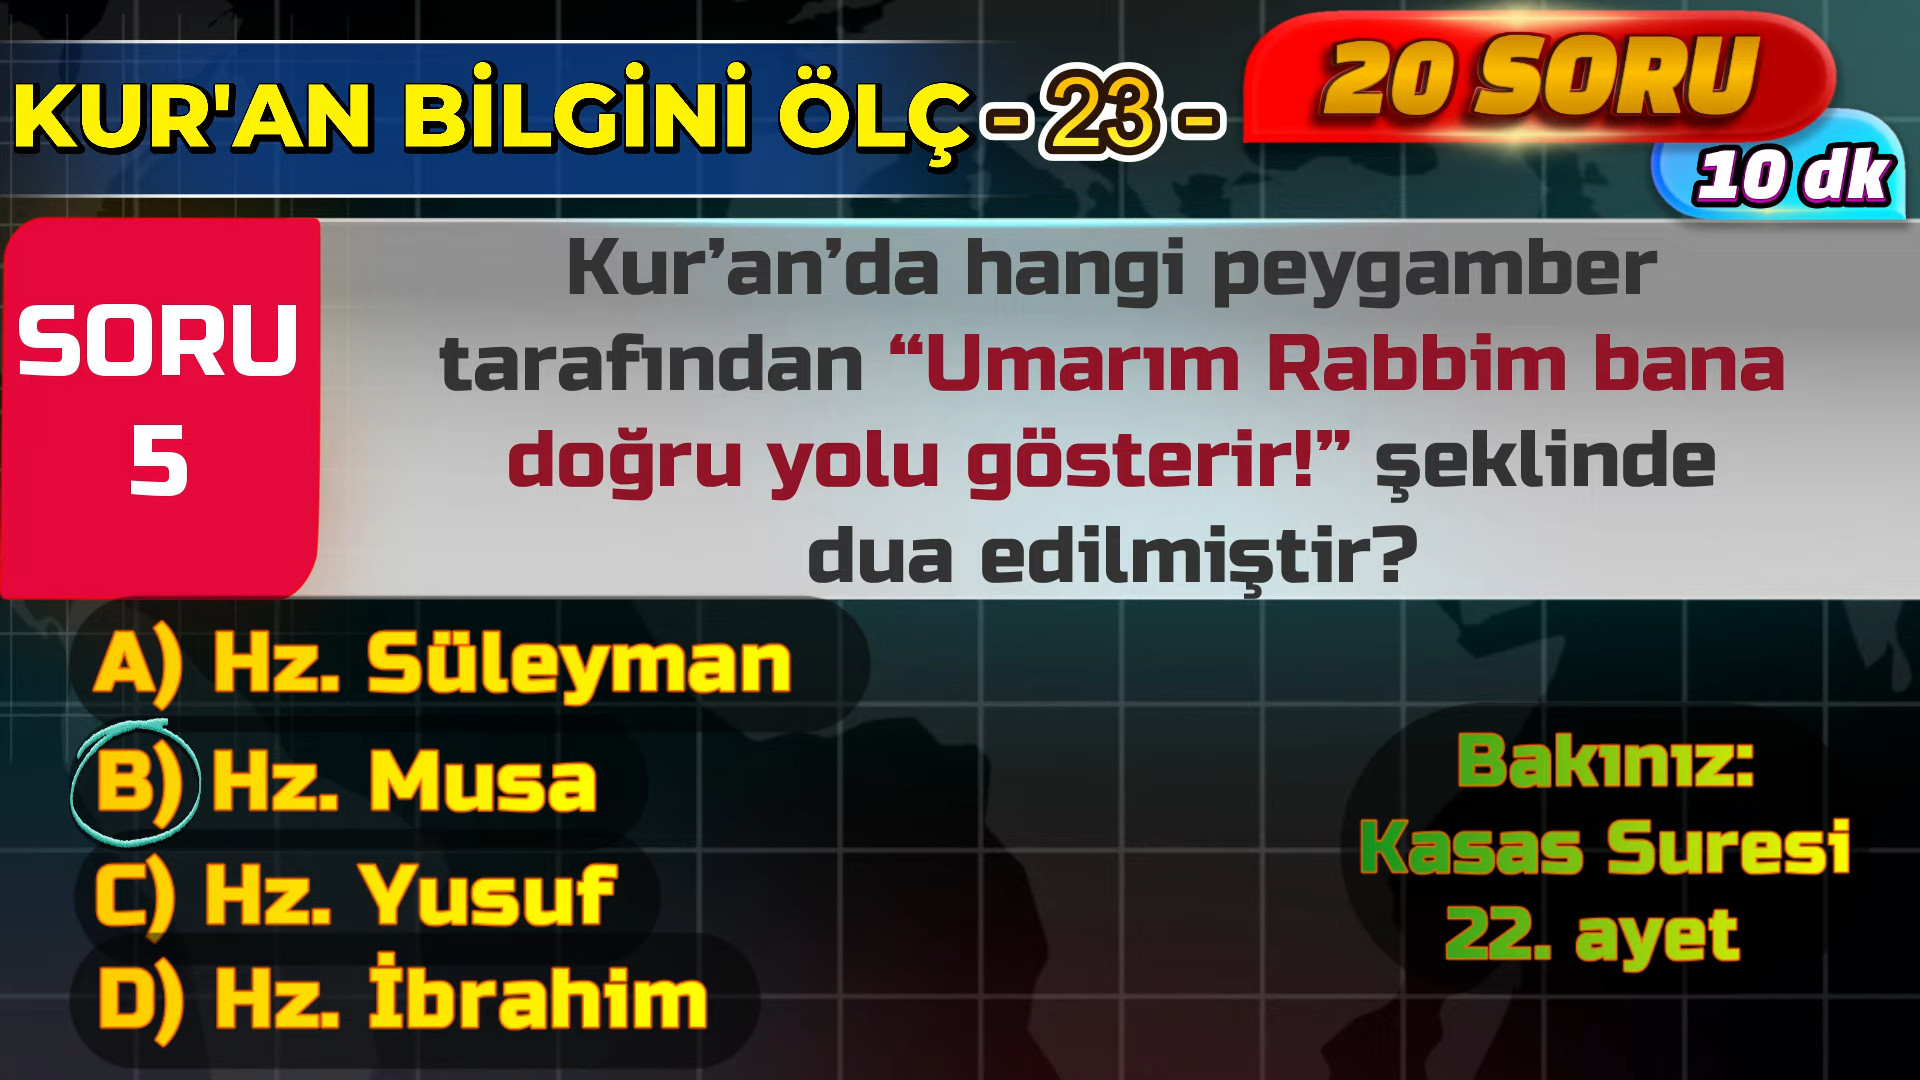 KUR'AN BİLGİNİ ÖLÇ - 23 -
20 SORU
10 dk
SORU
5
Kur’an’da hangi peygamber
tarafından “Umarım Rabbim bana
doğru yolu gösterir!” şeklinde
dua edilmiştir?
A) Hz. Süleyman
B) Hz. Musa
C) Hz. Yusuf
D) Hz. İbrahim
Bakınız:
Kasas Suresi
22. ayet